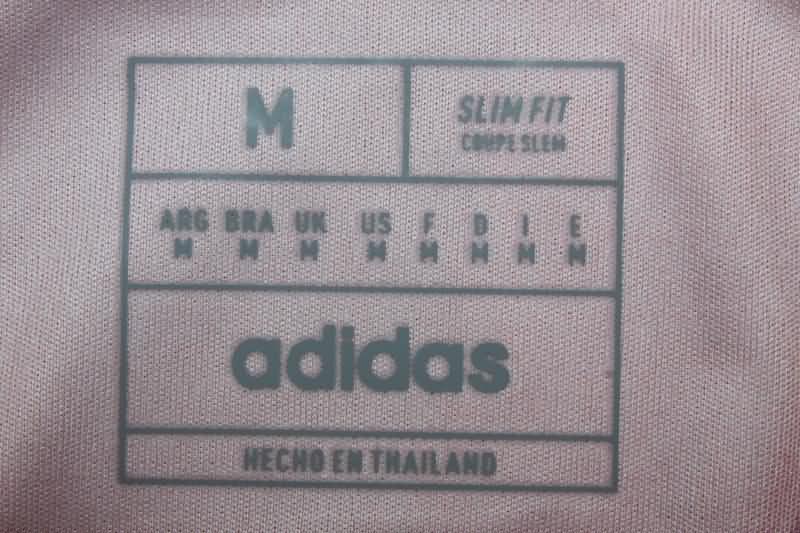 M
SLIM FIT
COUPE SLIM
ARG BRA UK US F D I E
M M M M M M M M
adidas
HECHO EN THAILAND